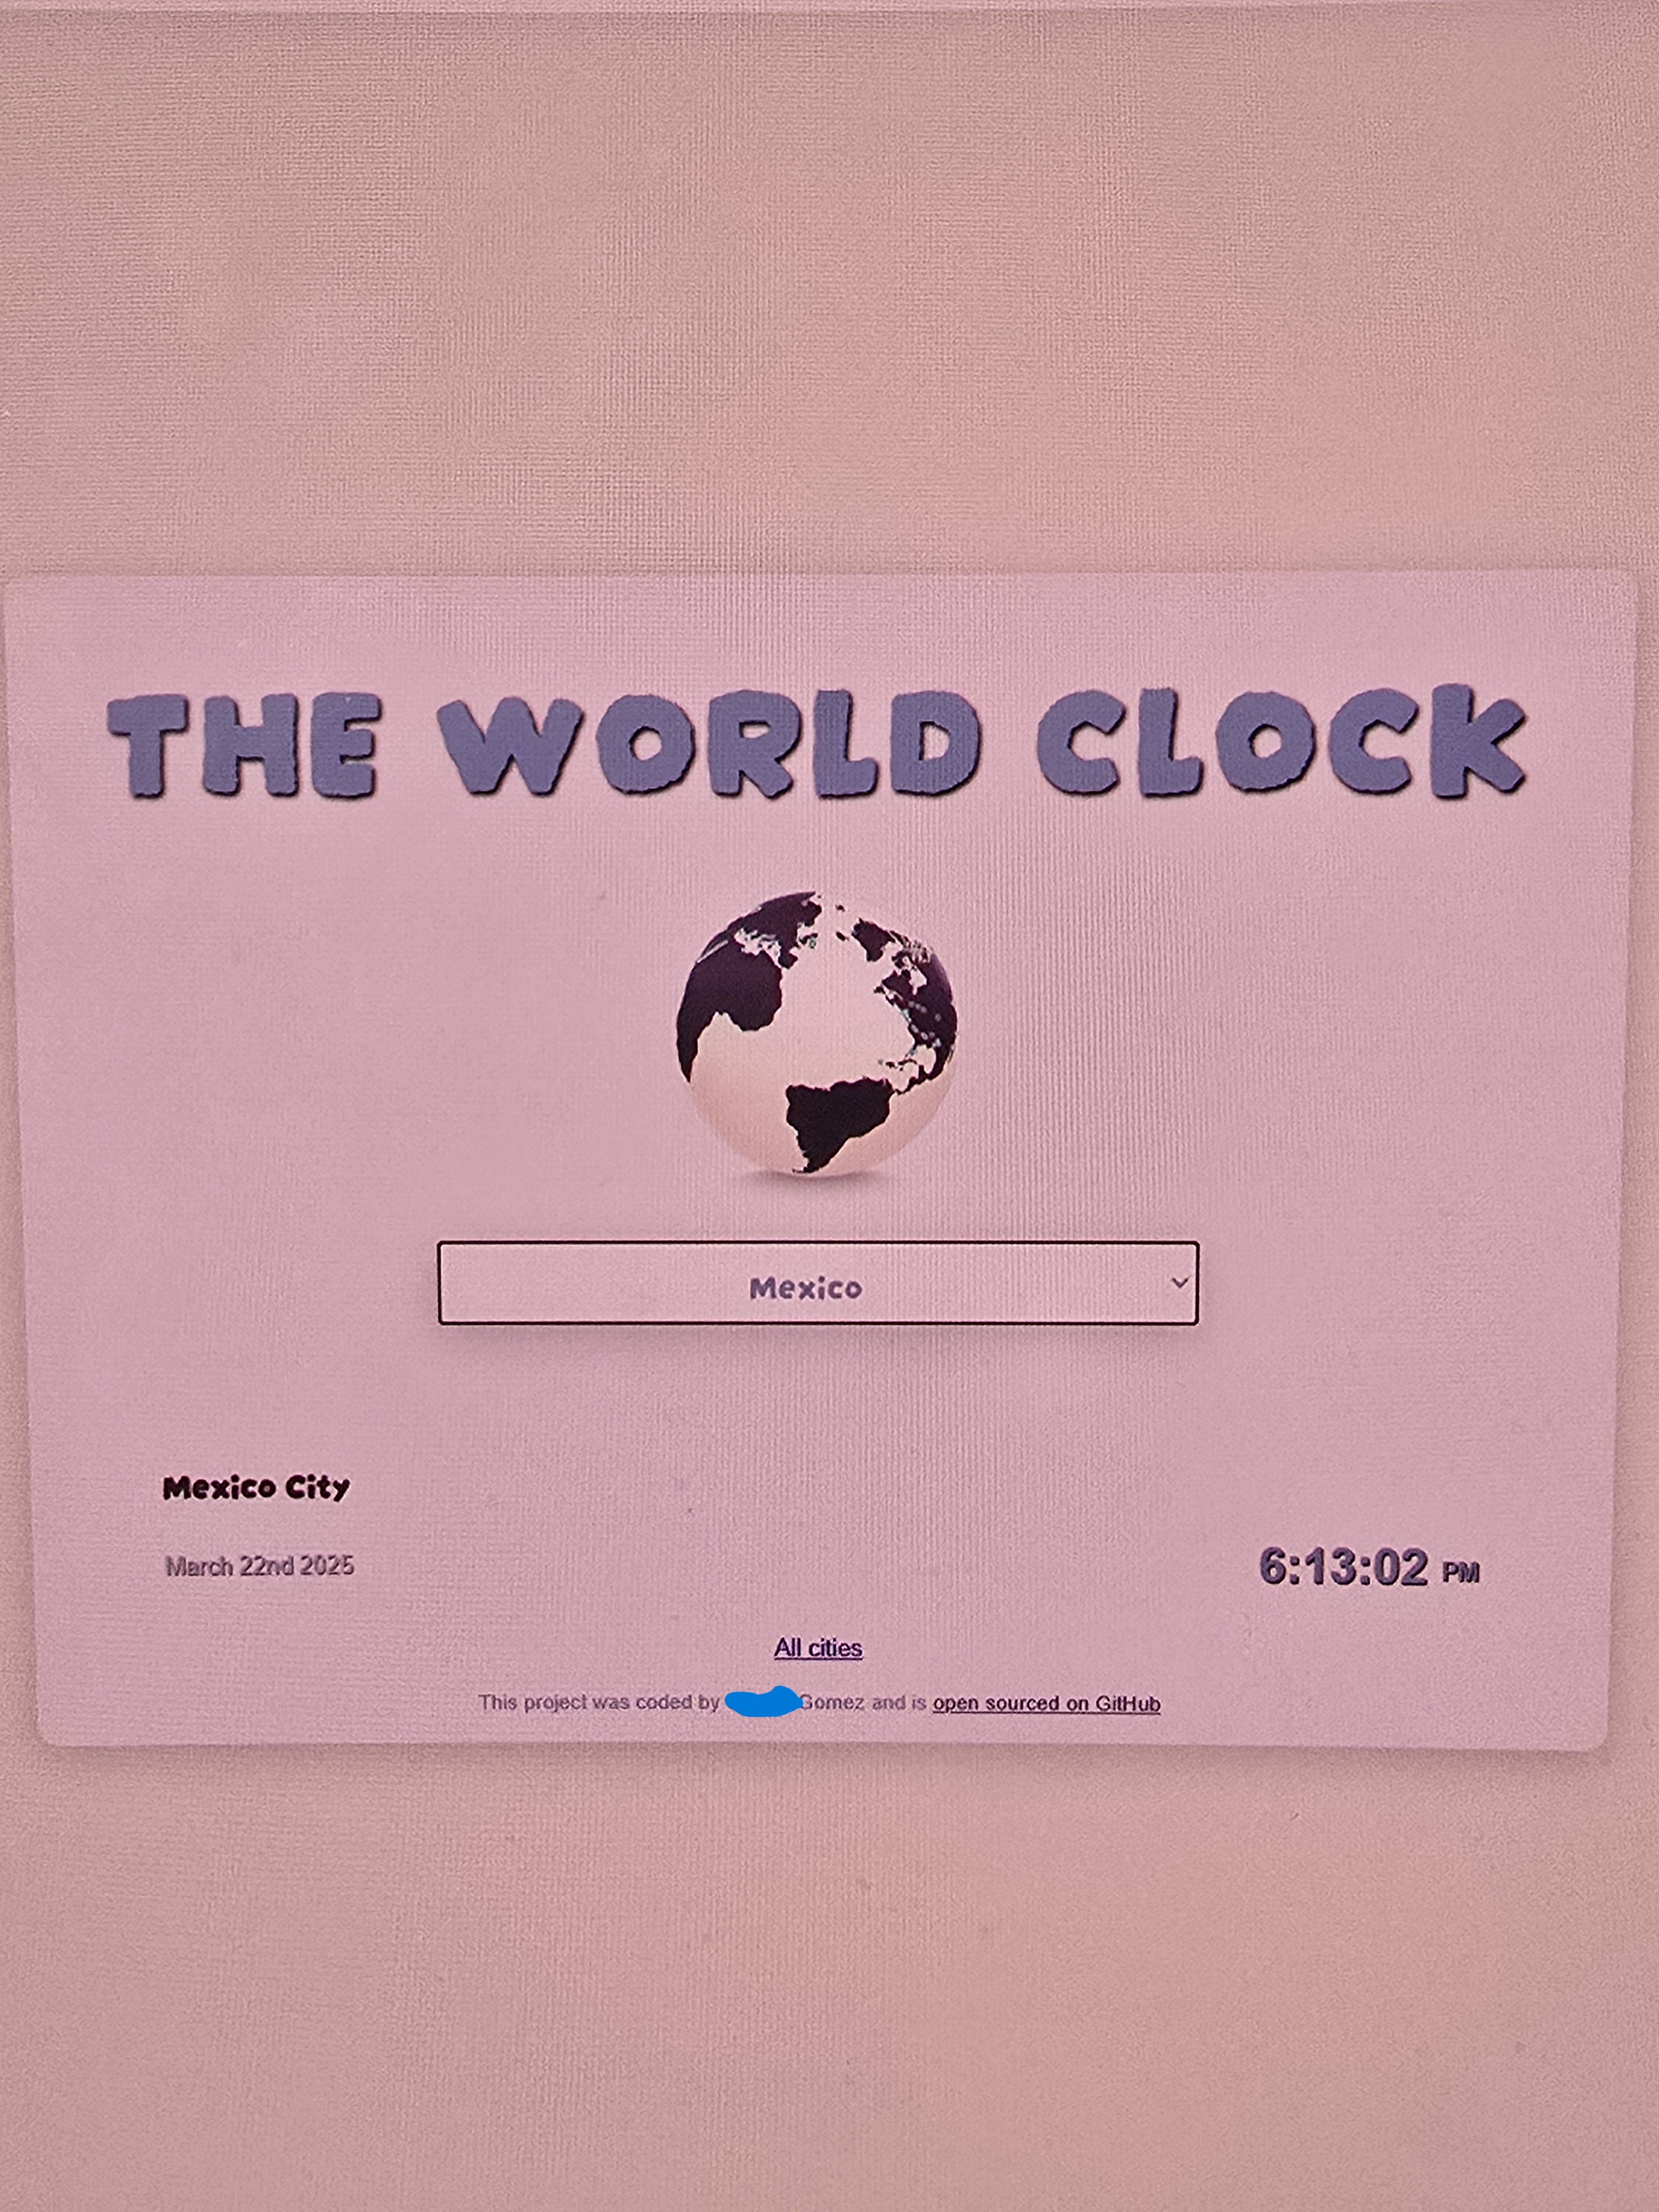 THE WORLD CLOCK
Mexico
Mexico City
March 22nd 2025
6:13:02 PM
All cities
This project was coded by Gomez and is open sourced on GitHub